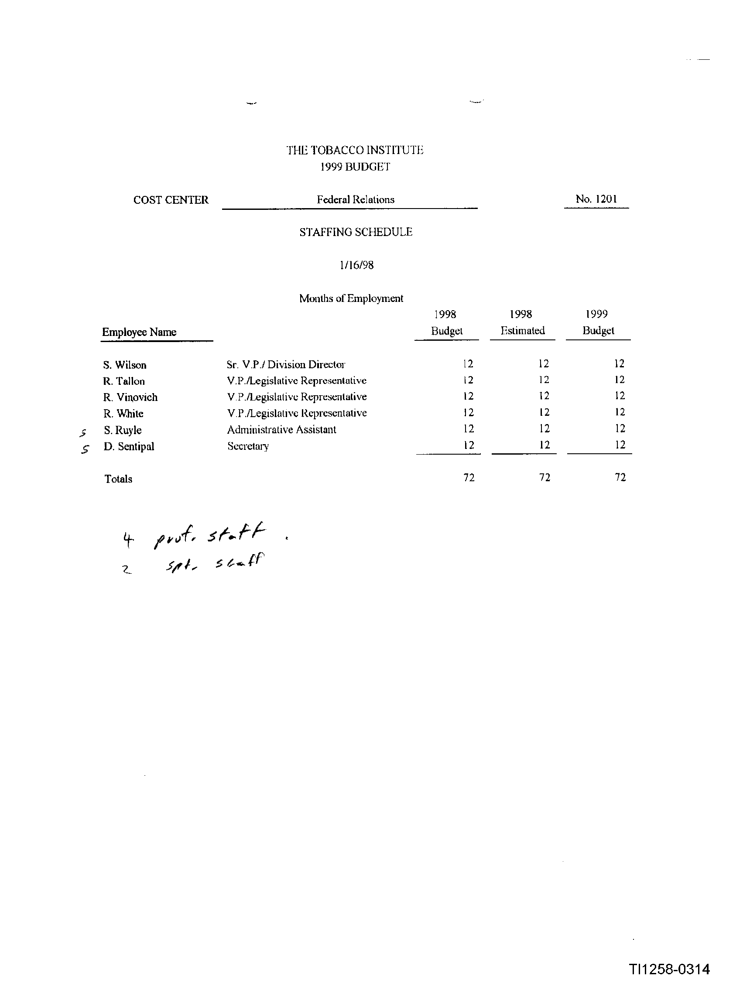 THE TOBACCO INSTITUTE
1999 BUDGET
COST CENTER Federal Relations No. 1201
STAFFING SCHEDULE
1/16/98
Months of Employment
1998 1998 1999
Employee Name Budget Estimated Budget
S. Wilson Sr. V.P./ Division Director 12 12 12
R. Tallon V.P./Legislative Representative 12 12 12
R. Vinovich V.P./Legislative Representative 12 12 12
R. White V.P./Legislative Representative 12 12 12
S S. Ruyle Administrative Assistant 12 12 12
S D. Sentipal Secretary 12 12 12
Totals 72 72 72
4 prof. staff.
2 spt. staff
TI1258-0314